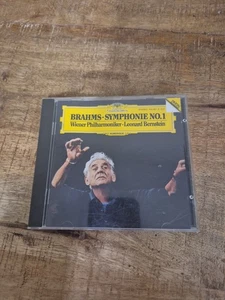 BRAHMS · SYMPHONIE NO. 1
Wiener Philharmoniker · Leonard Bernstein